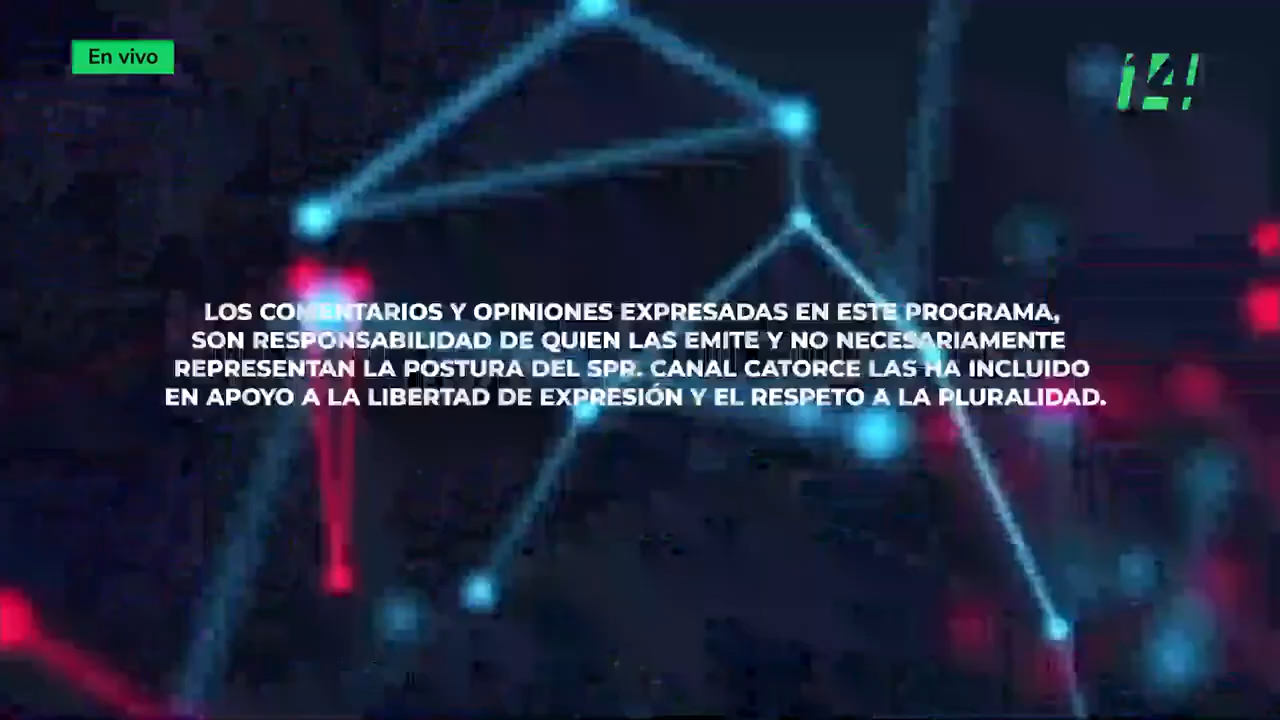 En vivo
¡14!
LOS COMENTARIOS Y OPINIONES EXPRESADAS EN ESTE PROGRAMA,
SON RESPONSABILIDAD DE QUIEN LAS EMITE Y NO NECESARIAMENTE
REPRESENTAN LA POSTURA DEL SPR. CANAL CATORCE LAS HA INCLUIDO
EN APOYO A LA LIBERTAD DE EXPRESIÓN Y EL RESPETO A LA PLURALIDAD.